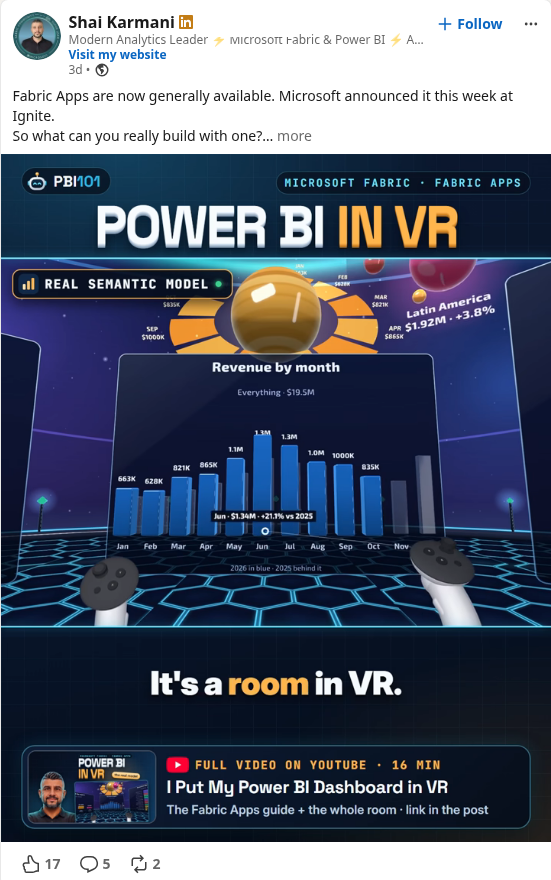 Shai Karmani in
+ Follow
Modern Analytics Leader ⚡ Microsoft Fabric & Power BI ⚡ A...
Visit my website
3d •
Fabric Apps are now generally available. Microsoft announced it this week at
Ignite.
So what can you really build with one?... more
PBI101
MICROSOFT FABRIC · FABRIC APPS
POWER BI IN VR
REAL SEMANTIC MODEL
FEB
$628K
$835K
MAR
$821K
SEP
$1000K
APR
$865K
Latin America
$1.92M · +3.8%
Revenue by month
Everything · $19.5M
663K 628K 821K 865K 1.1M 1.3M 1.3M 1.0M 1000K 835K
Jun · $1.34M · +21.1% vs 2025
Jan Feb Mar Apr May Jun Jul Aug Sep Oct Nov
2026 in blue · 2025 behind it
It's a room in VR.
POWER BI
IN VR
FULL VIDEO ON YOUTUBE · 16 MIN
I Put My Power BI Dashboard in VR
The Fabric Apps guide + the whole room · link in the post
17 5 2